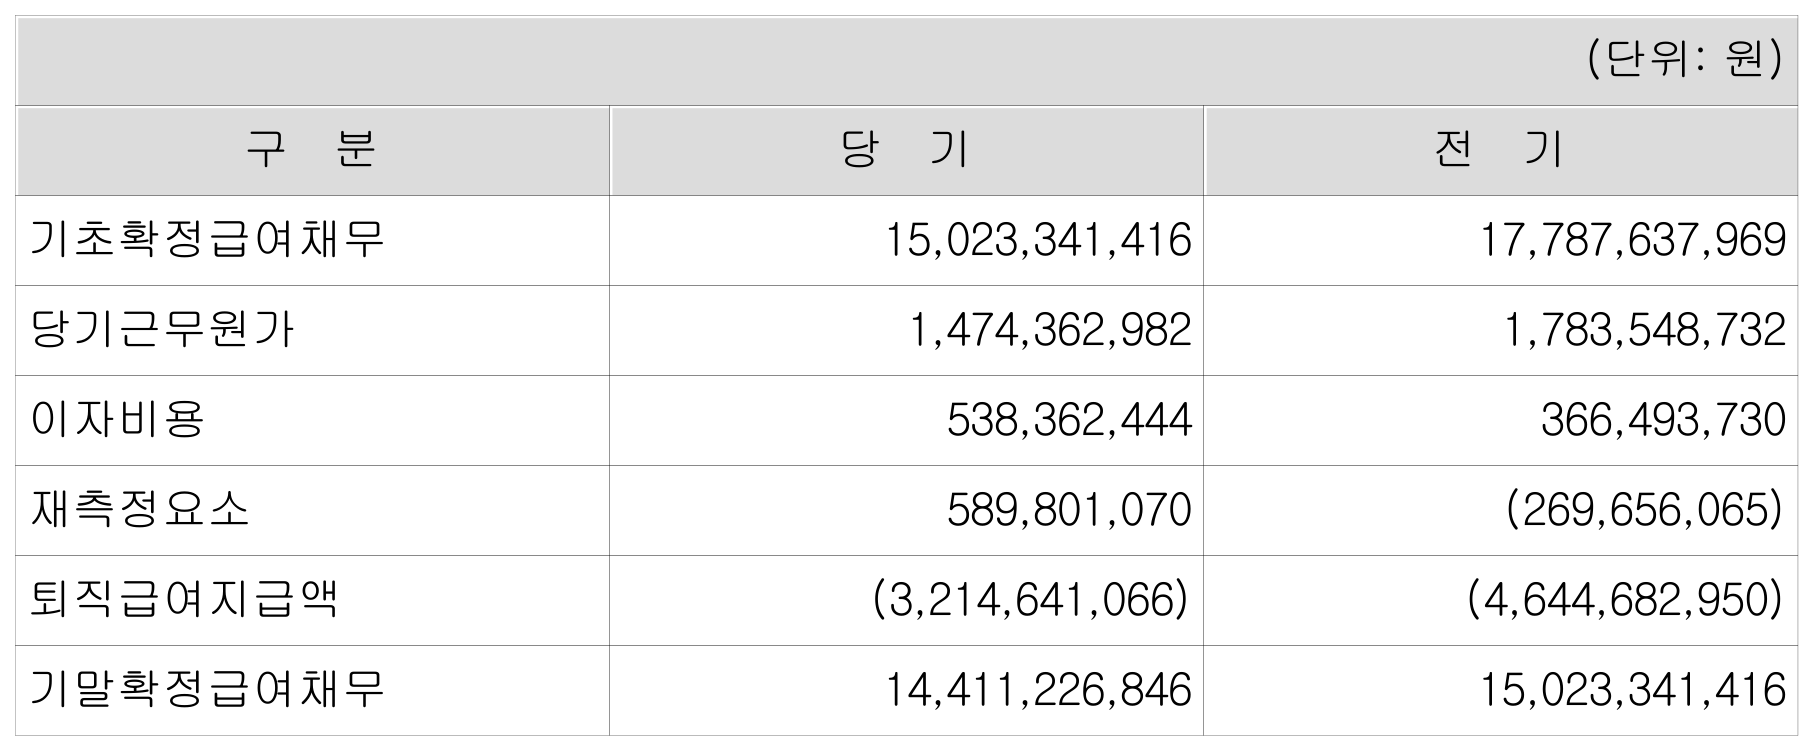 (단위: 원)
구 분 당 기 전 기
기초확정급여채무 15,023,341,416 17,787,637,969
당기근무원가 1,474,362,982 1,783,548,732
이자비용 538,362,444 366,493,730
재측정요소 589,801,070 (269,656,065)
퇴직급여지급액 (3,214,641,066) (4,644,682,950)
기말확정급여채무 14,411,226,846 15,023,341,416